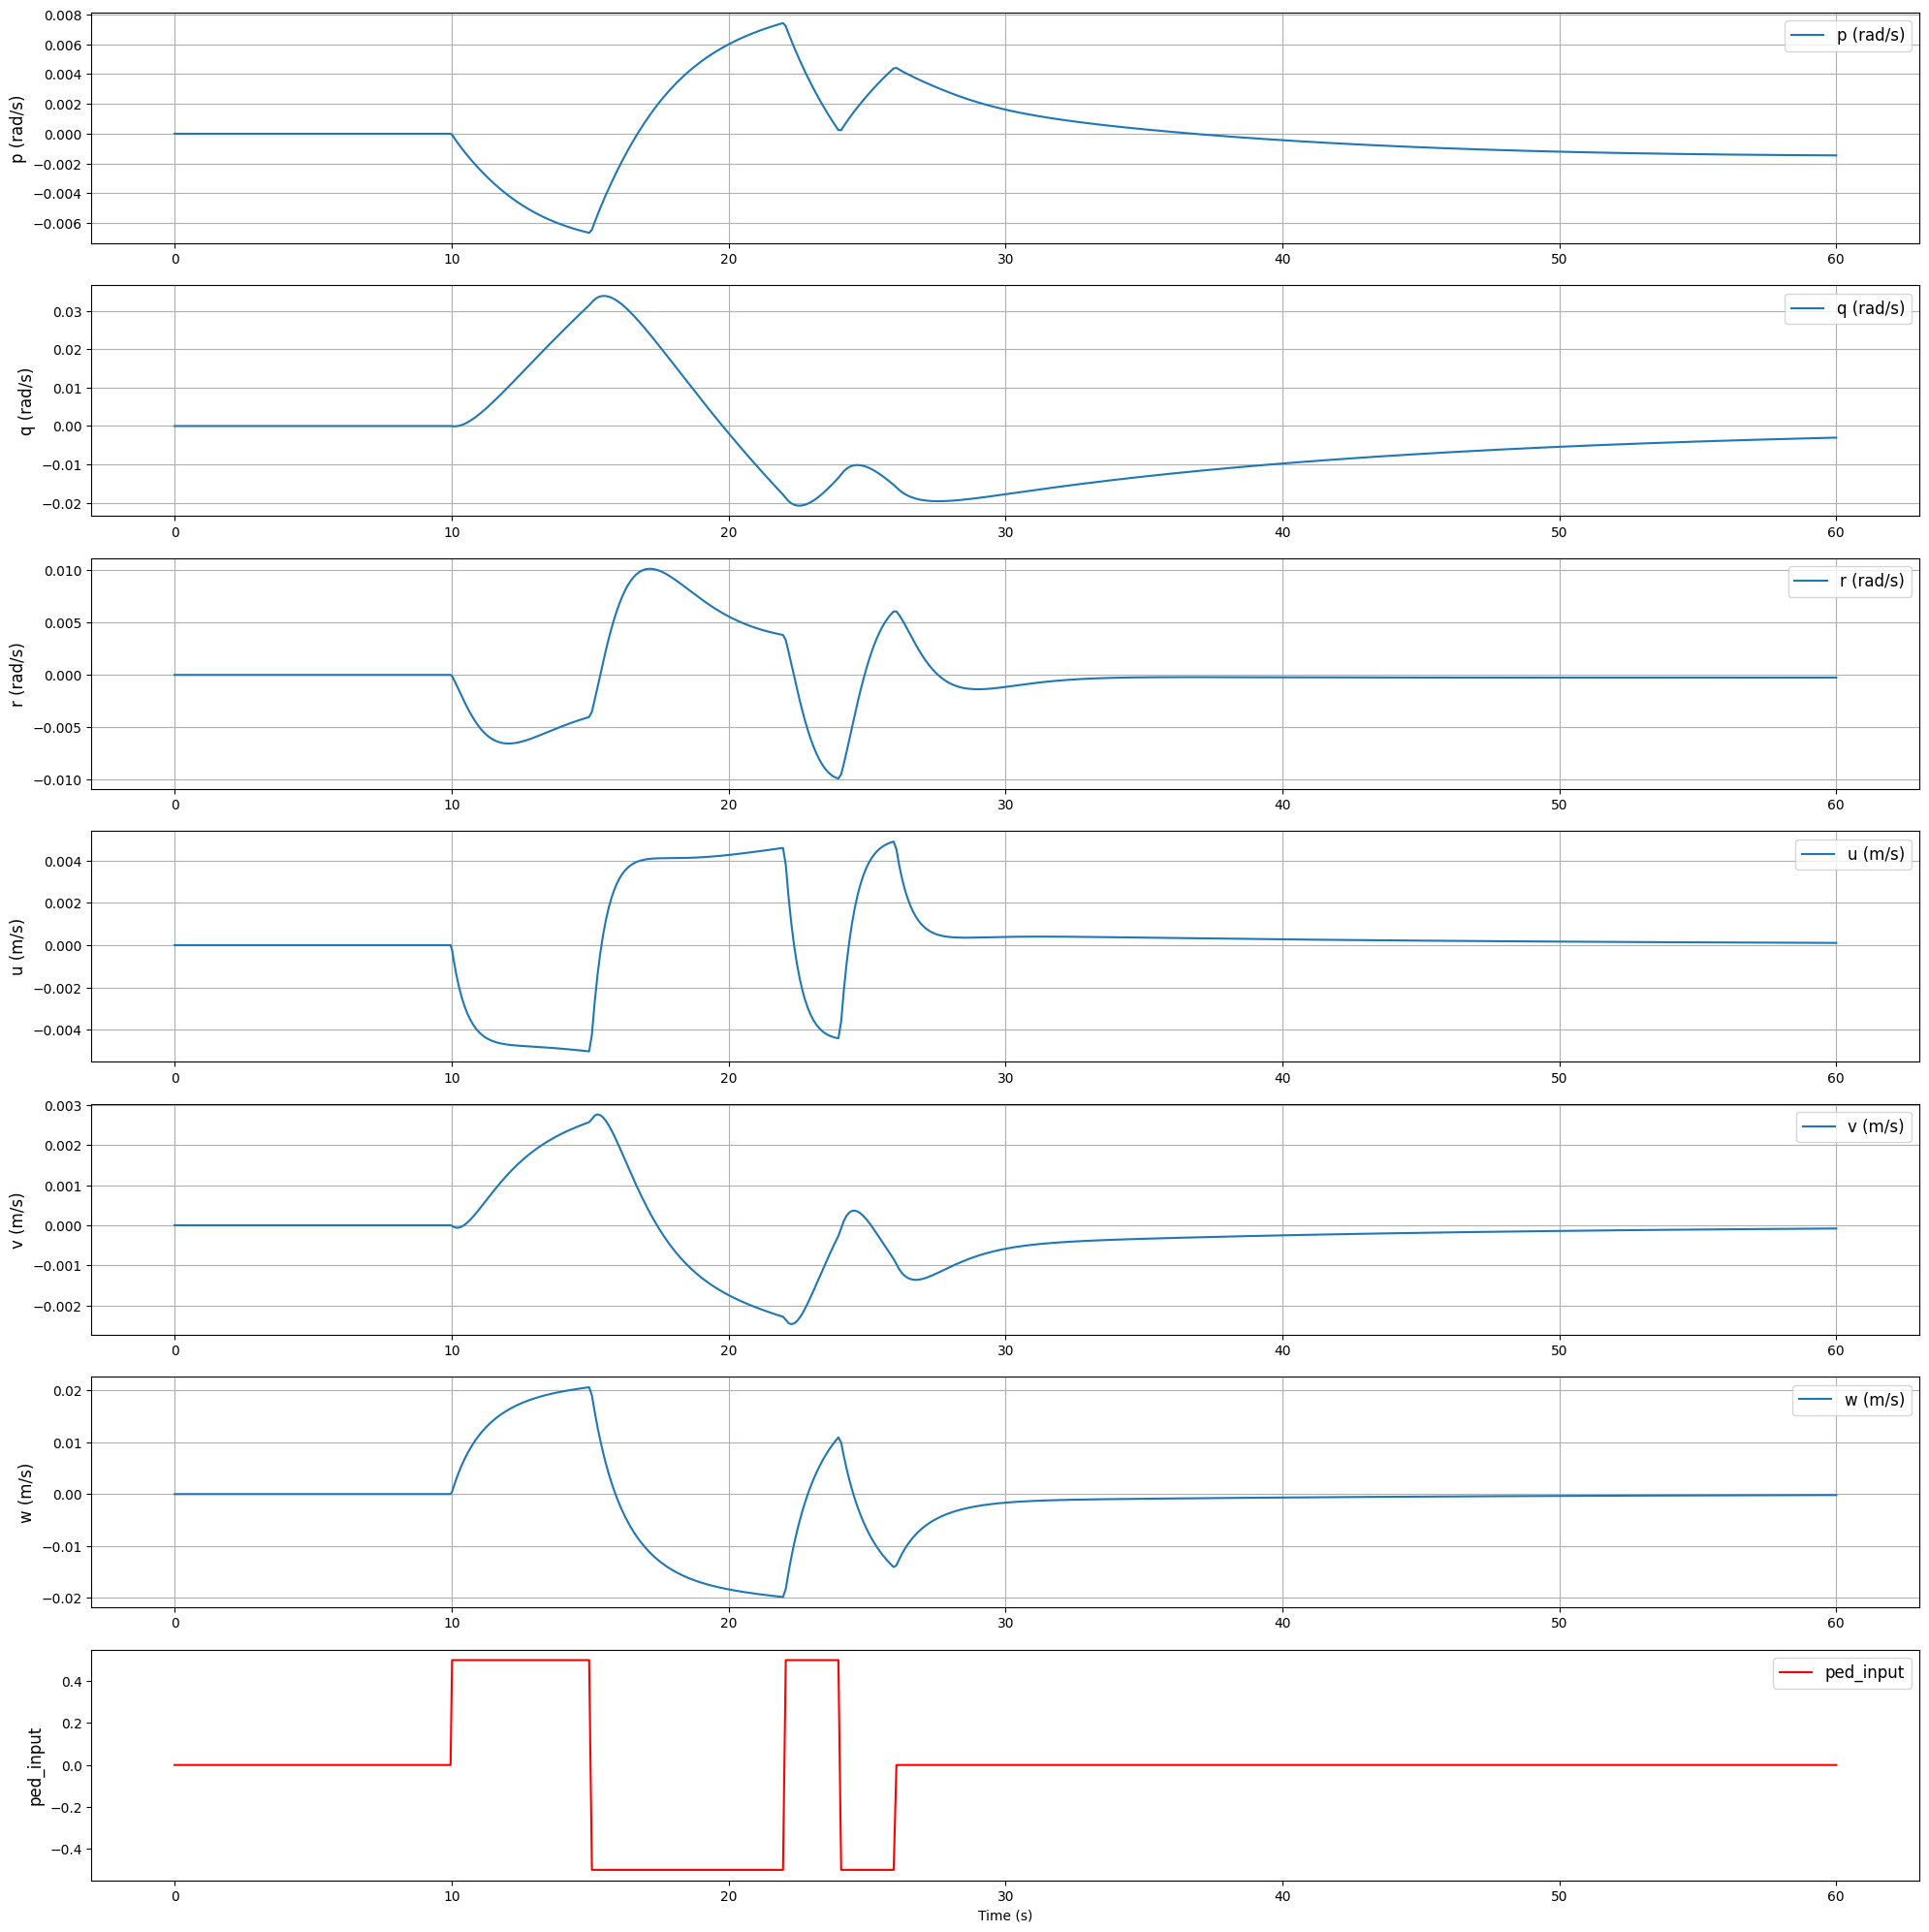 p (rad/s)
p (rad/s)
0.008
0.006
0.004
0.002
0.000
−0.002
−0.004
−0.006
0 10 20 30 40 50 60
q (rad/s)
q (rad/s)
0.03
0.02
0.01
0.00
−0.01
−0.02
0 10 20 30 40 50 60
r (rad/s)
r (rad/s)
0.010
0.005
0.000
−0.005
−0.010
0 10 20 30 40 50 60
u (m/s)
u (m/s)
0.004
0.002
0.000
−0.002
−0.004
0 10 20 30 40 50 60
v (m/s)
v (m/s)
0.003
0.002
0.001
0.000
−0.001
−0.002
0 10 20 30 40 50 60
w (m/s)
w (m/s)
0.02
0.01
0.00
−0.01
−0.02
0 10 20 30 40 50 60
ped_input
ped_input
0.4
0.2
0.0
−0.2
−0.4
0 10 20 30 40 50 60
Time (s)